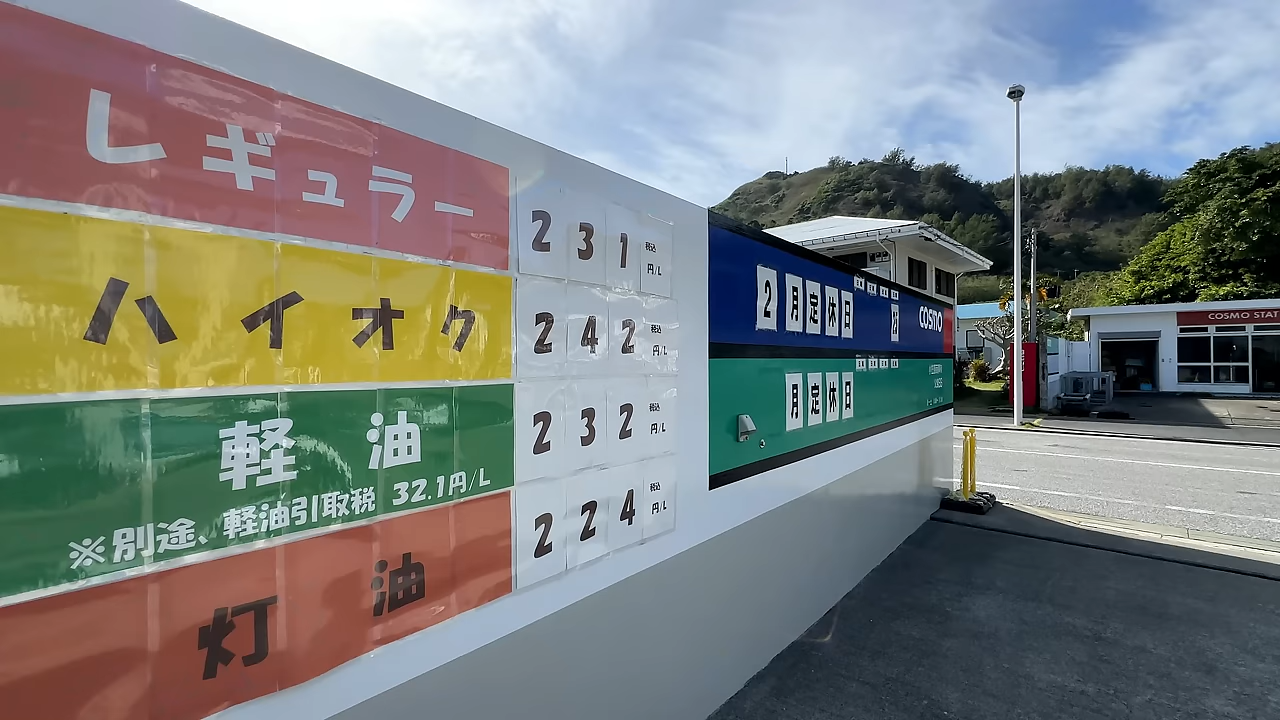 レギュラー
231 税込 円/L
ハイオク
242 税込 円/L
軽油
232 税込 円/L
※別途、軽油引取税 32.1円/L
灯油
224 税込 円/L
2月定休日
COSMO
月定休日
COSMO STAT